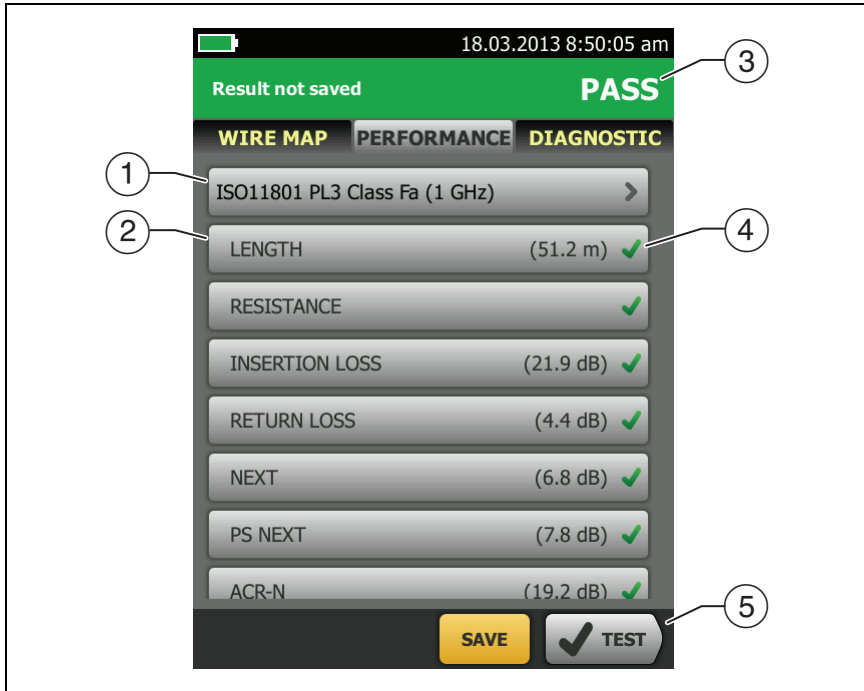 18.03.2013 8:50:05 am
Result not saved PASS
WIRE MAP PERFORMANCE DIAGNOSTIC
ISO11801 PL3 Class Fa (1 GHz)
LENGTH (51.2 m)
RESISTANCE
INSERTION LOSS (21.9 dB)
RETURN LOSS (4.4 dB)
NEXT (6.8 dB)
PS NEXT (7.8 dB)
ACR-N (19.2 dB)
SAVE TEST
1
2
3
4
5